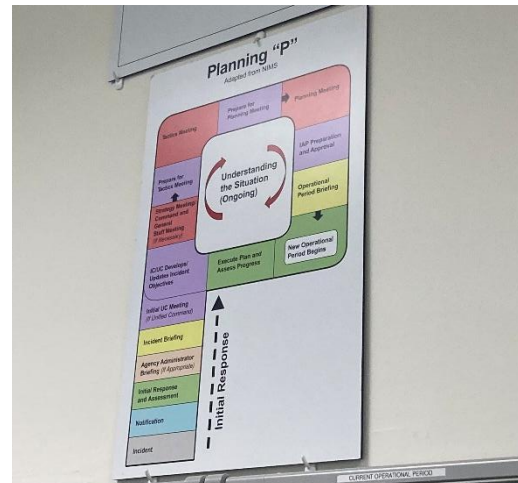 Planning “P”
Adapted from NIMS
Tactics Meeting
Prepare for
Planning Meeting
Planning Meeting
Prepare for
Tactics Meeting
IAP Preparation
and Approval
Understanding
the Situation
(Ongoing)
Strategy Meeting/
Command and
General
Staff Meeting
(If Necessary)
Operational
Period Briefing
IC/UC Develop/
Updates Incident
Objectives
Execute Plan and
Assess Progress
New Operational
Period Begins
Initial UC Meeting
(If Unified Command)
Incident Briefing
Agency Administrator
Briefing (If Appropriate)
Initial Response
and Assessment
Notification
Incident
Initial Response
CURRENT OPERATIONAL PERIOD